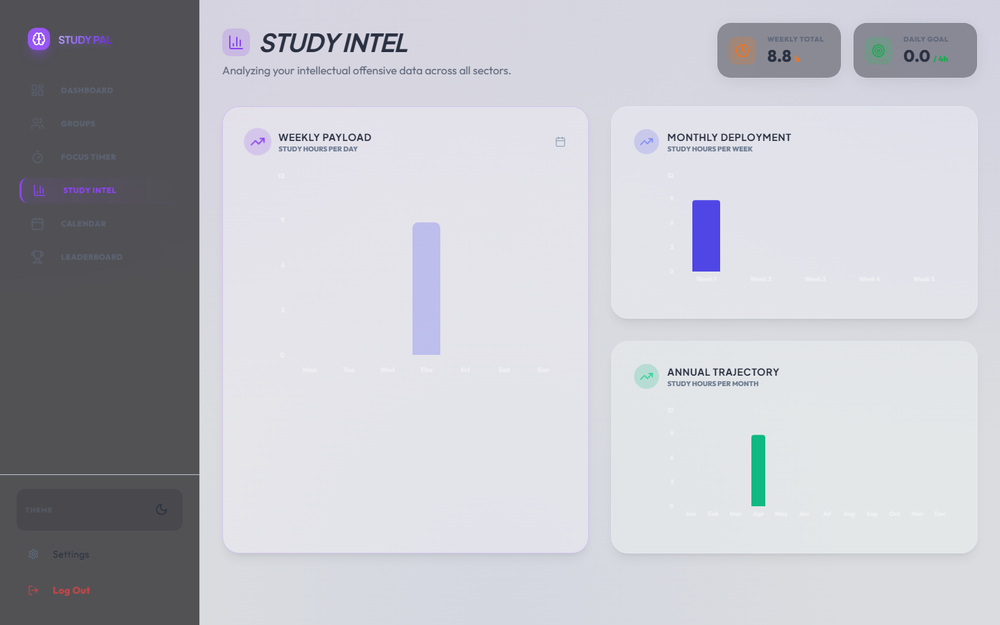 STUDY PAL
DASHBOARD
GROUPS
FOCUS TIMER
STUDY INTEL
CALENDAR
LEADERBOARD
THEME
Settings
Log Out
STUDY INTEL
Analyzing your intellectual offensive data across all sectors.
WEEKLY TOTAL
8.8 h
DAILY GOAL
0.0 / 4h
WEEKLY PAYLOAD
STUDY HOURS PER DAY
12
9
6
3
0
Mon Tue Wed Thu Fri Sat Sun
MONTHLY DEPLOYMENT
STUDY HOURS PER WEEK
12
9
6
3
0
Week 1 Week 2 Week 3 Week 4 Week 5
ANNUAL TRAJECTORY
STUDY HOURS PER MONTH
12
9
6
3
0
Jan Feb Mar Apr May Jun Jul Aug Sep Oct Nov Dec